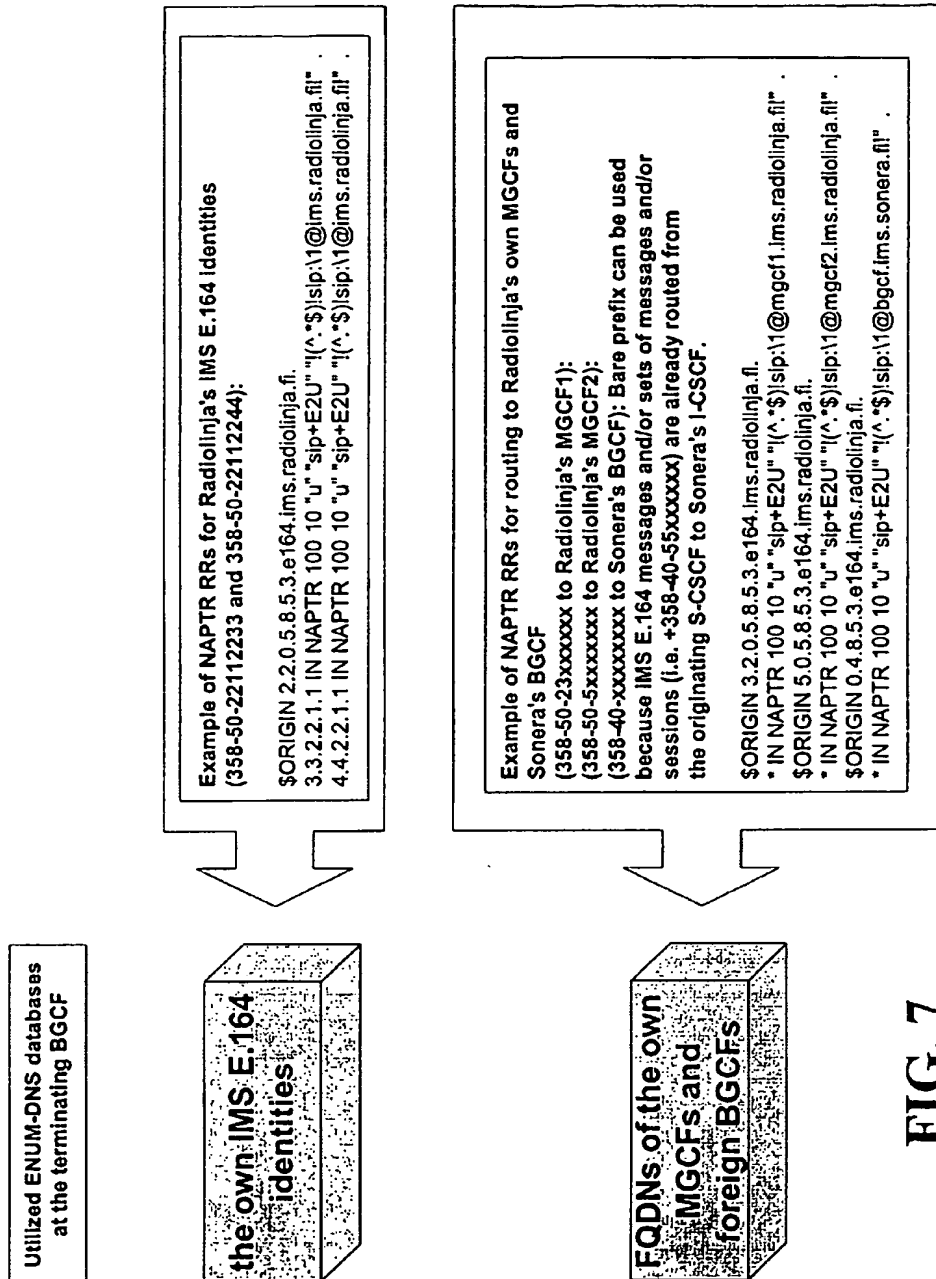 Utilized ENUM-DNS databases
at the terminating BGCF
the own IMS E.164
identities
Example of NAPTR RRs for Radiolinja's IMS E.164 identities
(358-50-22112233 and 358-50-22112244):
$ORIGIN 2.2.0.5.8.5.3.e164.ims.radiolinja.fi.
3.3.2.2.1.1 IN NAPTR 100 10 "u" "sip+E2U" "!(^.*$)!sip:\1@ims.radiolinja.fi!" .
4.4.2.2.1.1 IN NAPTR 100 10 "u" "sip+E2U" "!(^.*$)!sip:\1@ims.radiolinja.fi!" .
FQDNs of the own
MGCFs and
foreign BGCFs
Example of NAPTR RRs for routing to Radiolinja's own MGCFs and
Sonera's BGCF
(358-50-23xxxxxx to Radiolinja's MGCF1):
(358-50-5xxxxxxx to Radiolinja's MGCF2):
(358-40-xxxxxxxx to Sonera's BGCF): Bare prefix can be used
because IMS E.164 messages and/or sets of messages and/or
sessions (i.e. +358-40-55xxxxxx) are already routed from
the originating S-CSCF to Sonera's I-CSCF.
$ORIGIN 3.2.0.5.8.5.3.e164.ims.radiolinja.fi.
* IN NAPTR 100 10 "u" "sip+E2U" "!(^.*$)!sip:\1@mgcf1.ims.radiolinja.fi!" .
$ORIGIN 5.0.5.8.5.3.e164.ims.radiolinja.fi.
* IN NAPTR 100 10 "u" "sip+E2U" "!(^.*$)!sip:\1@mgcf2.ims.radiolinja.fi!" .
$ORIGIN 0.4.8.5.3.e164.ims.radiolinja.fi.
* IN NAPTR 100 10 "u" "sip+E2U" "!(^.*$)!sip:\1@bgcf.ims.sonera.fi!" .
FIG. 7